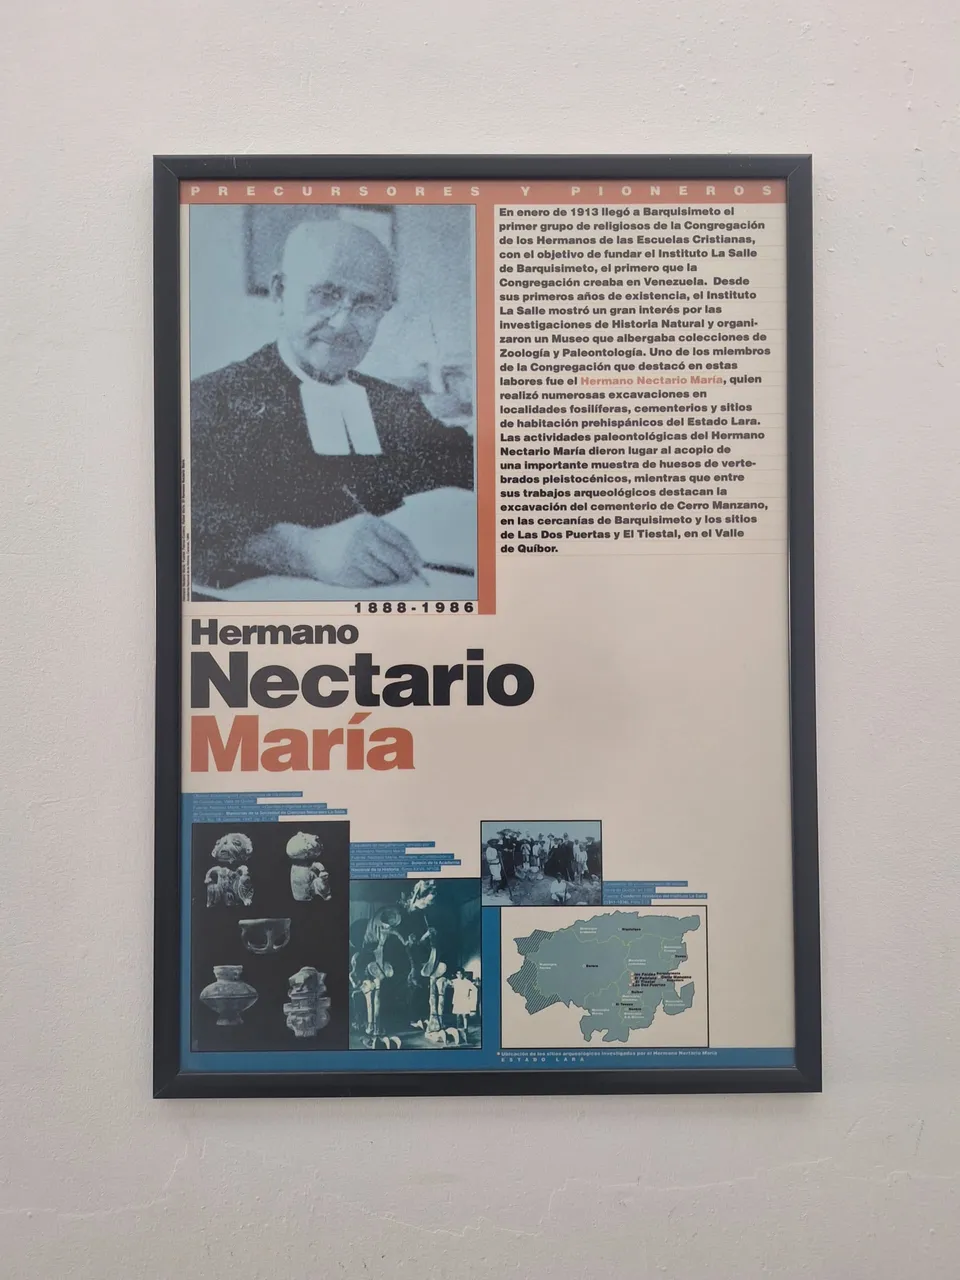 PRECURSORES Y PIONEROS
En enero de 1913 llegó a Barquisimeto el
primer grupo de religiosos de la Congregación
de los Hermanos de las Escuelas Cristianas,
con el objetivo de fundar el Instituto La Salle
de Barquisimeto, el primero que la
Congregación creaba en Venezuela. Desde
sus primeros años de existencia, el Instituto
La Salle mostró un gran interés por las
investigaciones de Historia Natural y organi-
zaron un Museo que albergaba colecciones de
Zoología y Paleontología. Uno de los miembros
de la Congregación que destacó en estas
labores fue el Hermano Nectario María, quien
realizó numerosas excavaciones en
localidades fosilíferas, cementerios y sitios
de habitación prehispánicos del Estado Lara.
Las actividades paleontológicas del Hermano
Nectario María dieron lugar al acopio de
una importante muestra de huesos de verte-
brados pleistocénicos, mientras que entre
sus trabajos arqueológicos destacan la
excavación del cementerio de Cerro Manzano,
en las cercanías de Barquisimeto y los sitios
de Las Dos Puertas y El Tiestal, en el Valle
de Quíbor.
1888-1986
Hermano
Nectario
María
Ubicación de los sitios arqueológicos investigados por el Hermano Nectario María
ESTADO LARA